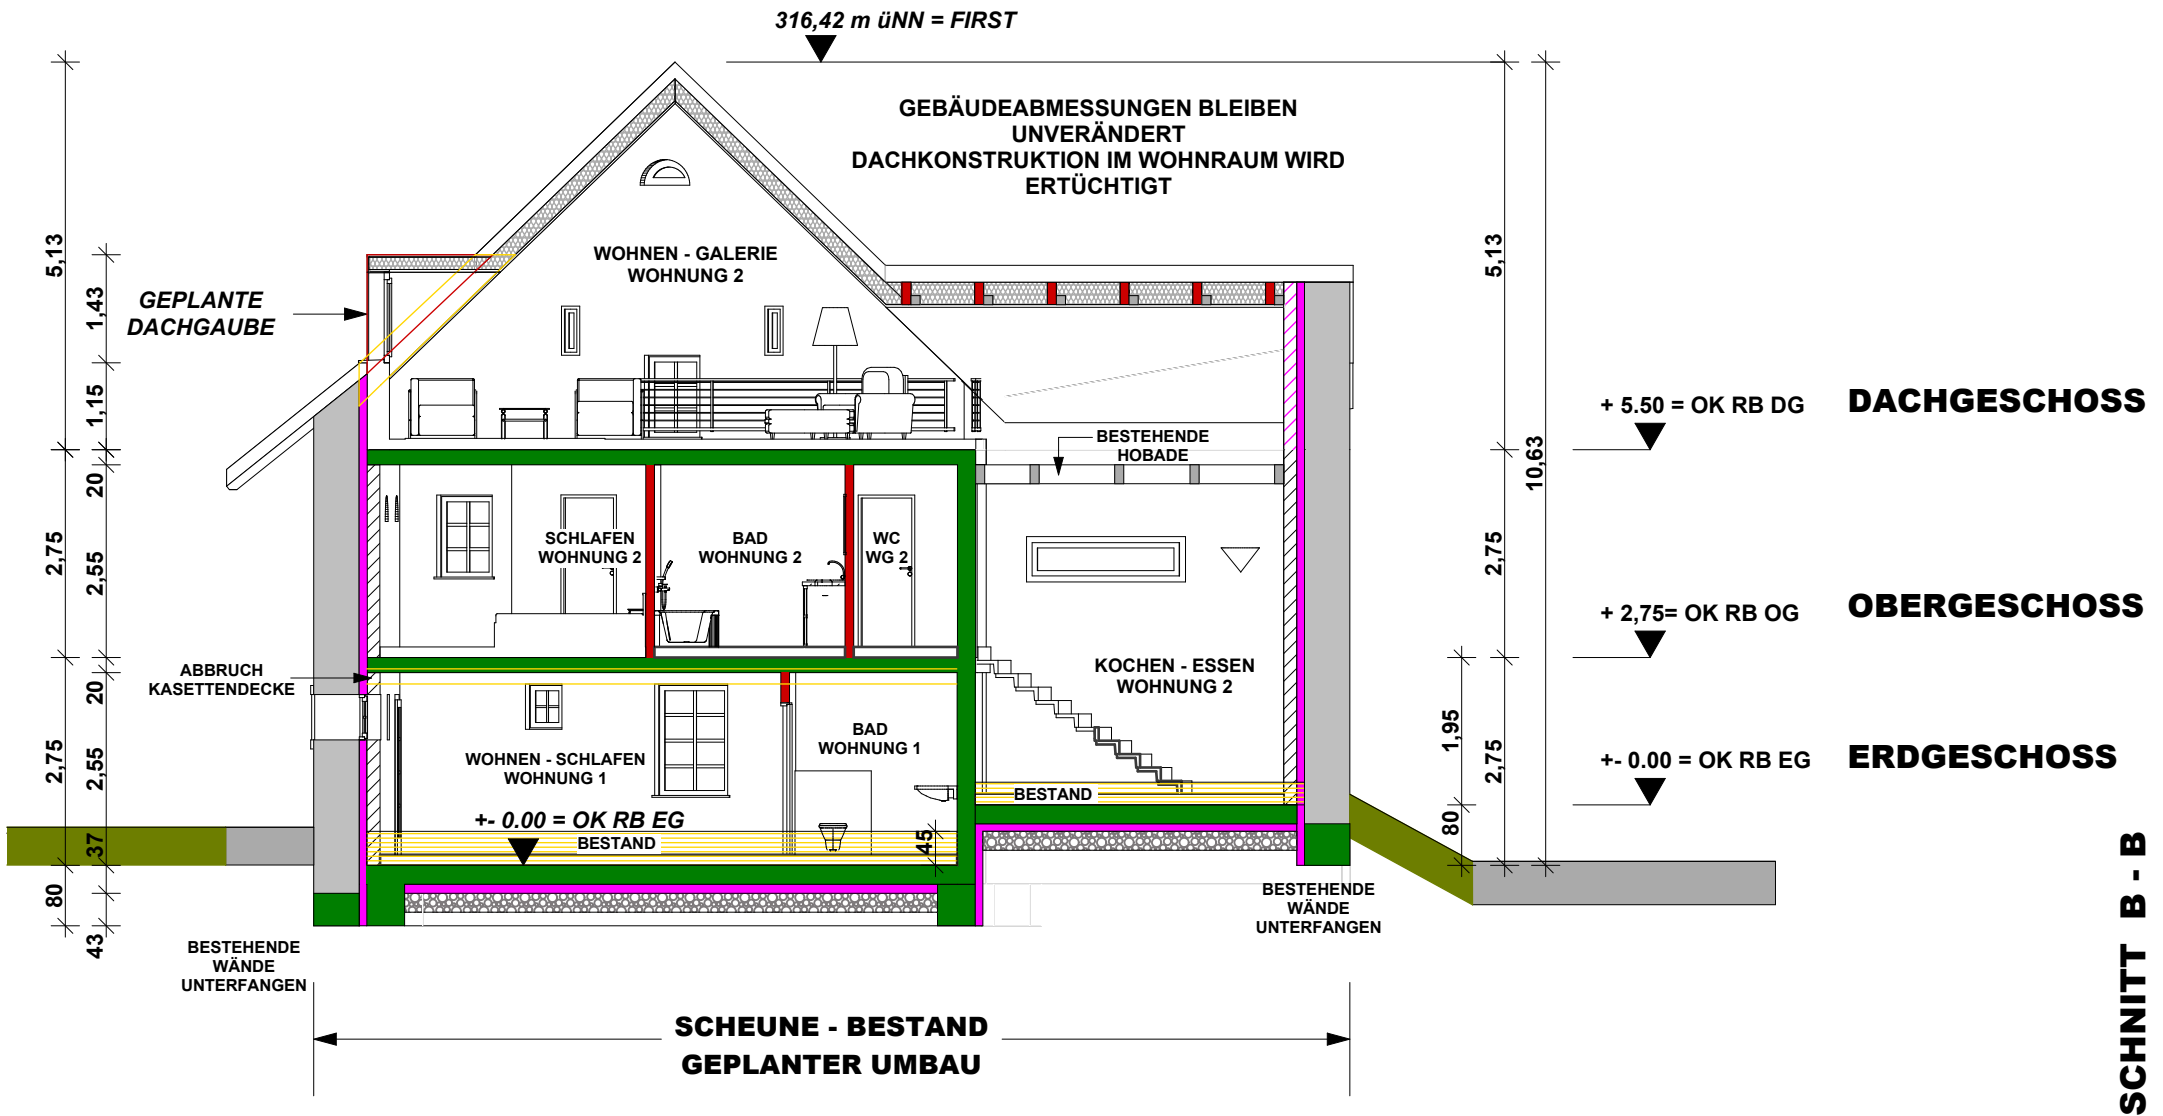 316,42 m üNN = FIRST
GEBÄUDEABMESSUNGEN BLEIBEN
UNVERÄNDERT
DACHKONSTRUKTION IM WOHNRAUM WIRD
ERTÜCHTIGT
5,13
1,43
1,15
20
2,75
2,55
20
2,75
2,55
37
80
43
GEPLANTE
DACHGAUBE
WOHNEN - GALERIE
WOHNUNG 2
BESTEHENDE
HOBADE
SCHLAFEN
WOHNUNG 2
BAD
WOHNUNG 2
WC
WG 2
ABBRUCH
KASETTENDECKE
KOCHEN - ESSEN
WOHNUNG 2
WOHNEN - SCHLAFEN
WOHNUNG 1
BAD
WOHNUNG 1
+- 0.00 = OK RB EG
BESTAND
45
BESTAND
BESTEHENDE
WÄNDE
UNTERFANGEN
BESTEHENDE
WÄNDE
UNTERFANGEN
5,13
10,63
2,75
1,95
2,75
80
+ 5.50 = OK RB DG
DACHGESCHOSS
+ 2,75= OK RB OG
OBERGESCHOSS
+- 0.00 = OK RB EG
ERDGESCHOSS
SCHEUNE - BESTAND
GEPLANTER UMBAU
SCHNITT B - B